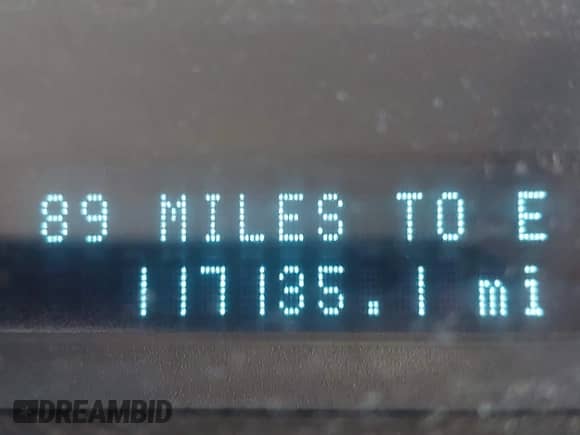 89 MILES TO E
117135.1 mi
DREAMBID